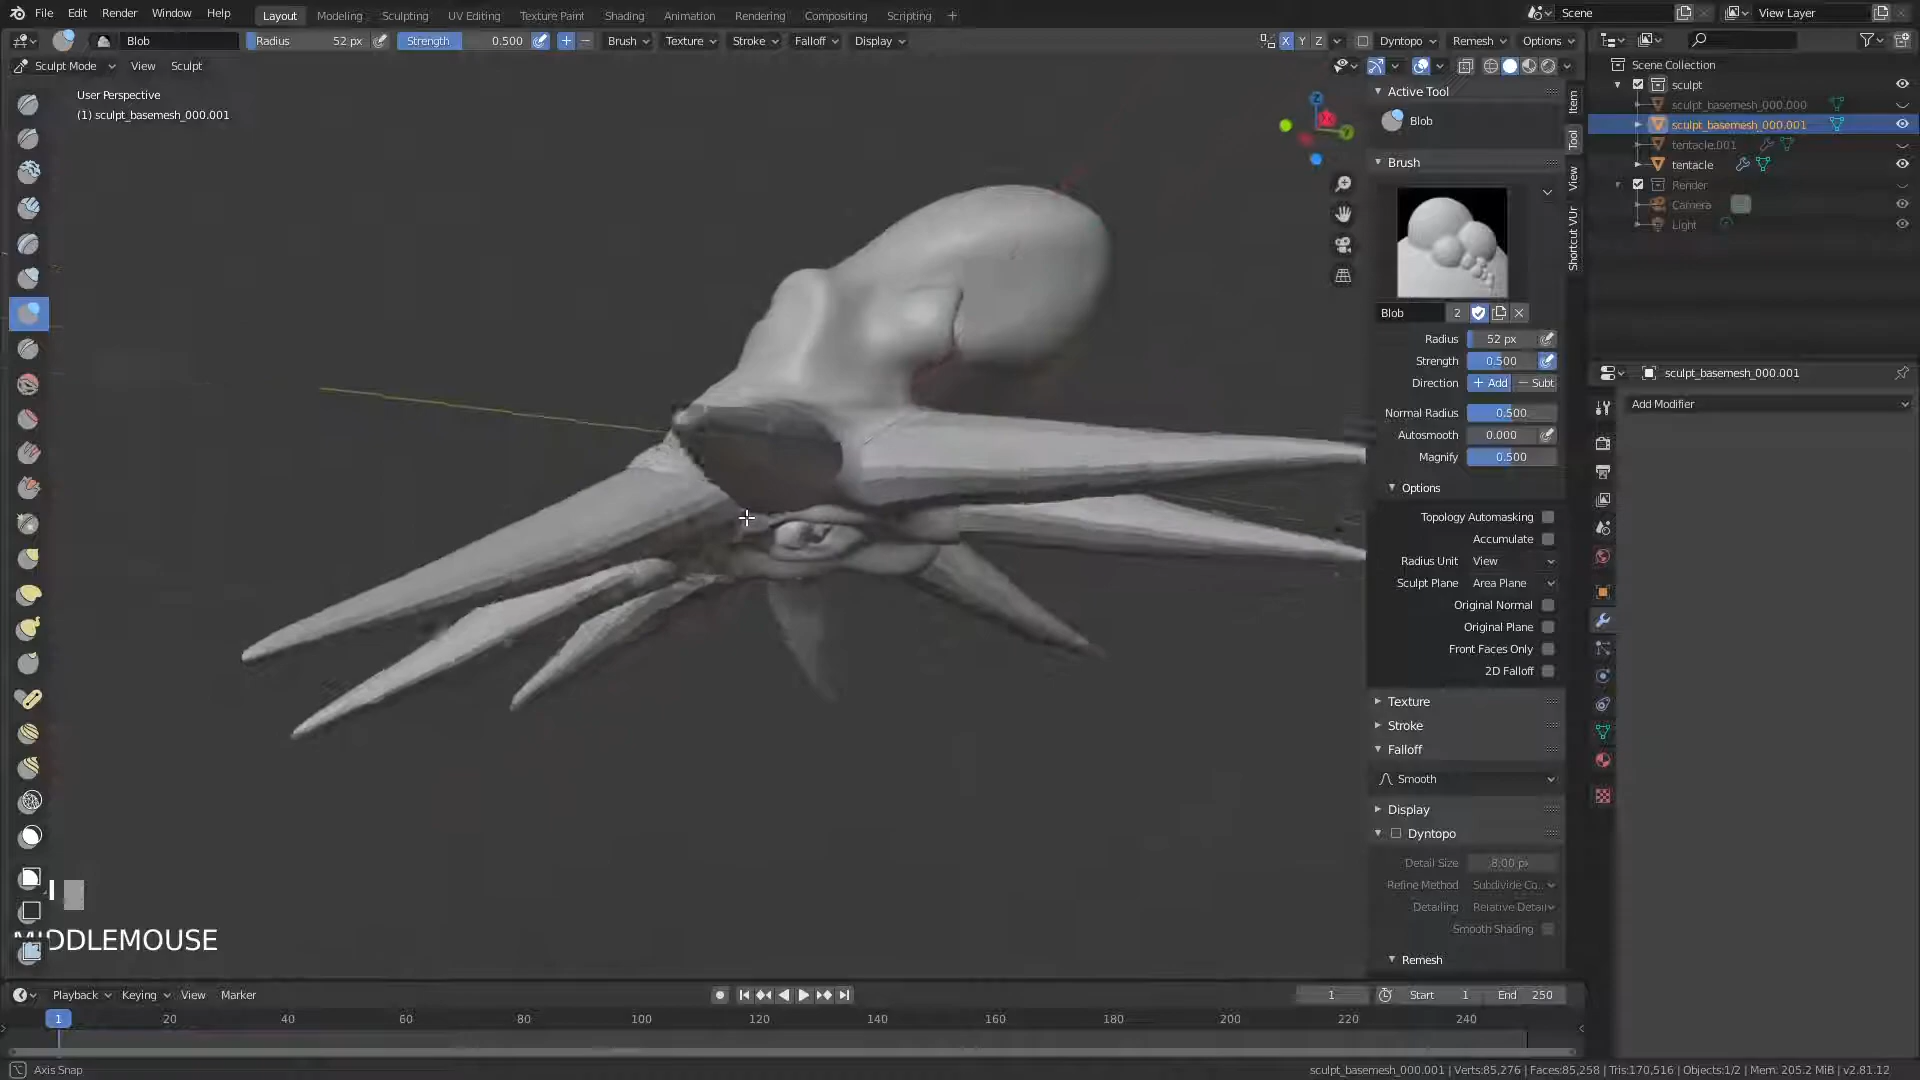 File Edit Render Window Help Layout Modeling Sculpting UV Editing Texture Paint Shading Animation Rendering Compositing Scripting + Scene View Layer
Blob Radius 52 px Strength 0.500 + − Brush Texture Stroke Falloff Display X Y Z Dyntopo Remesh Options
Sculpt Mode View Sculpt
User Perspective
(1) sculpt_basemesh_000.001
Active Tool
Blob
Brush
Blob 2
Radius 52 px
Strength 0.500
Direction + Add − Subt
Normal Radius 0.500
Autosmooth 0.000
Magnify 0.500
Options
Topology Automasking
Accumulate
Radius Unit View
Sculpt Plane Area Plane
Original Normal
Original Plane
Front Faces Only
2D Falloff
Texture
Stroke
Falloff
Smooth
Display
Dyntopo
Detail Size 8.00 px
Refine Method Subdivide Co..
Detailing Relative Detail
Smooth Shading
Remesh
Item
Tool
View
Shortcut VUr
Scene Collection
sculpt
sculpt_basemesh_000.000
sculpt_basemesh_000.001
tentacle.001
tentacle
Render
Camera
Light
sculpt_basemesh_000.001
Add Modifier
MIDDLEMOUSE
Playback Keying View Marker 1 Start 1 End 250
1 20 40 60 80 100 120 140 160 180 200 220 240
Axis Snap
sculpt_basemesh_000.001 | Verts:85,276 | Faces:85,258 | Tris:170,516 | Objects:1/2 | Mem: 205.2 MiB | v2.81.12